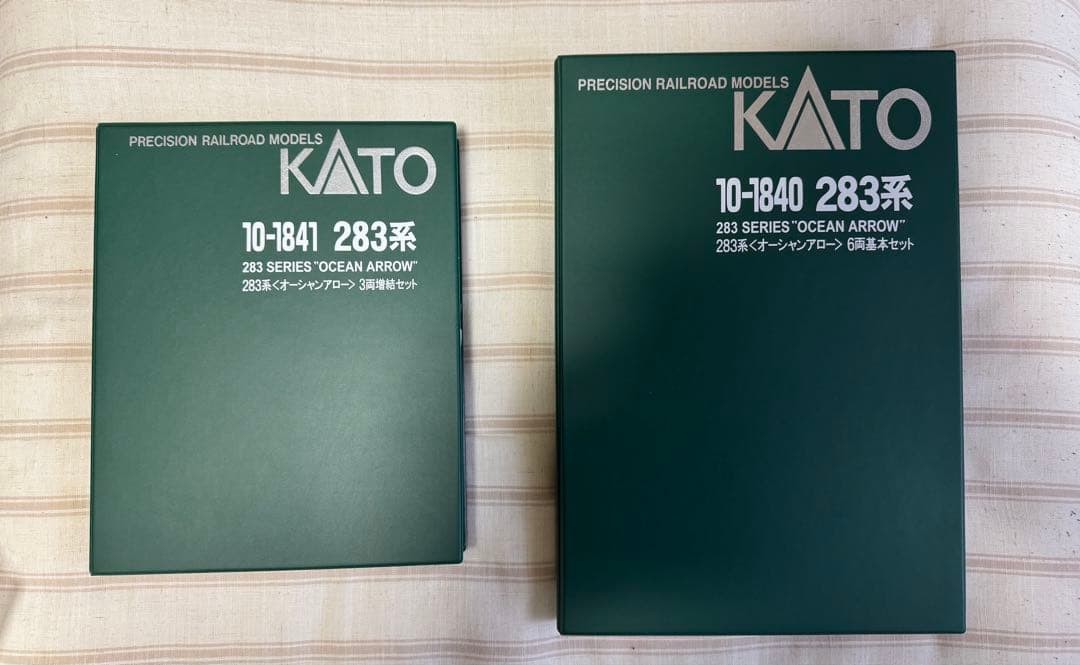 PRECISION RAILROAD MODELS
KATO
10-1841 283系
283 SERIES "OCEAN ARROW"
283系<オーシャンアロー> 3両増結セット
PRECISION RAILROAD MODELS
KATO
10-1840 283系
283 SERIES "OCEAN ARROW"
283系<オーシャンアロー> 6両基本セット